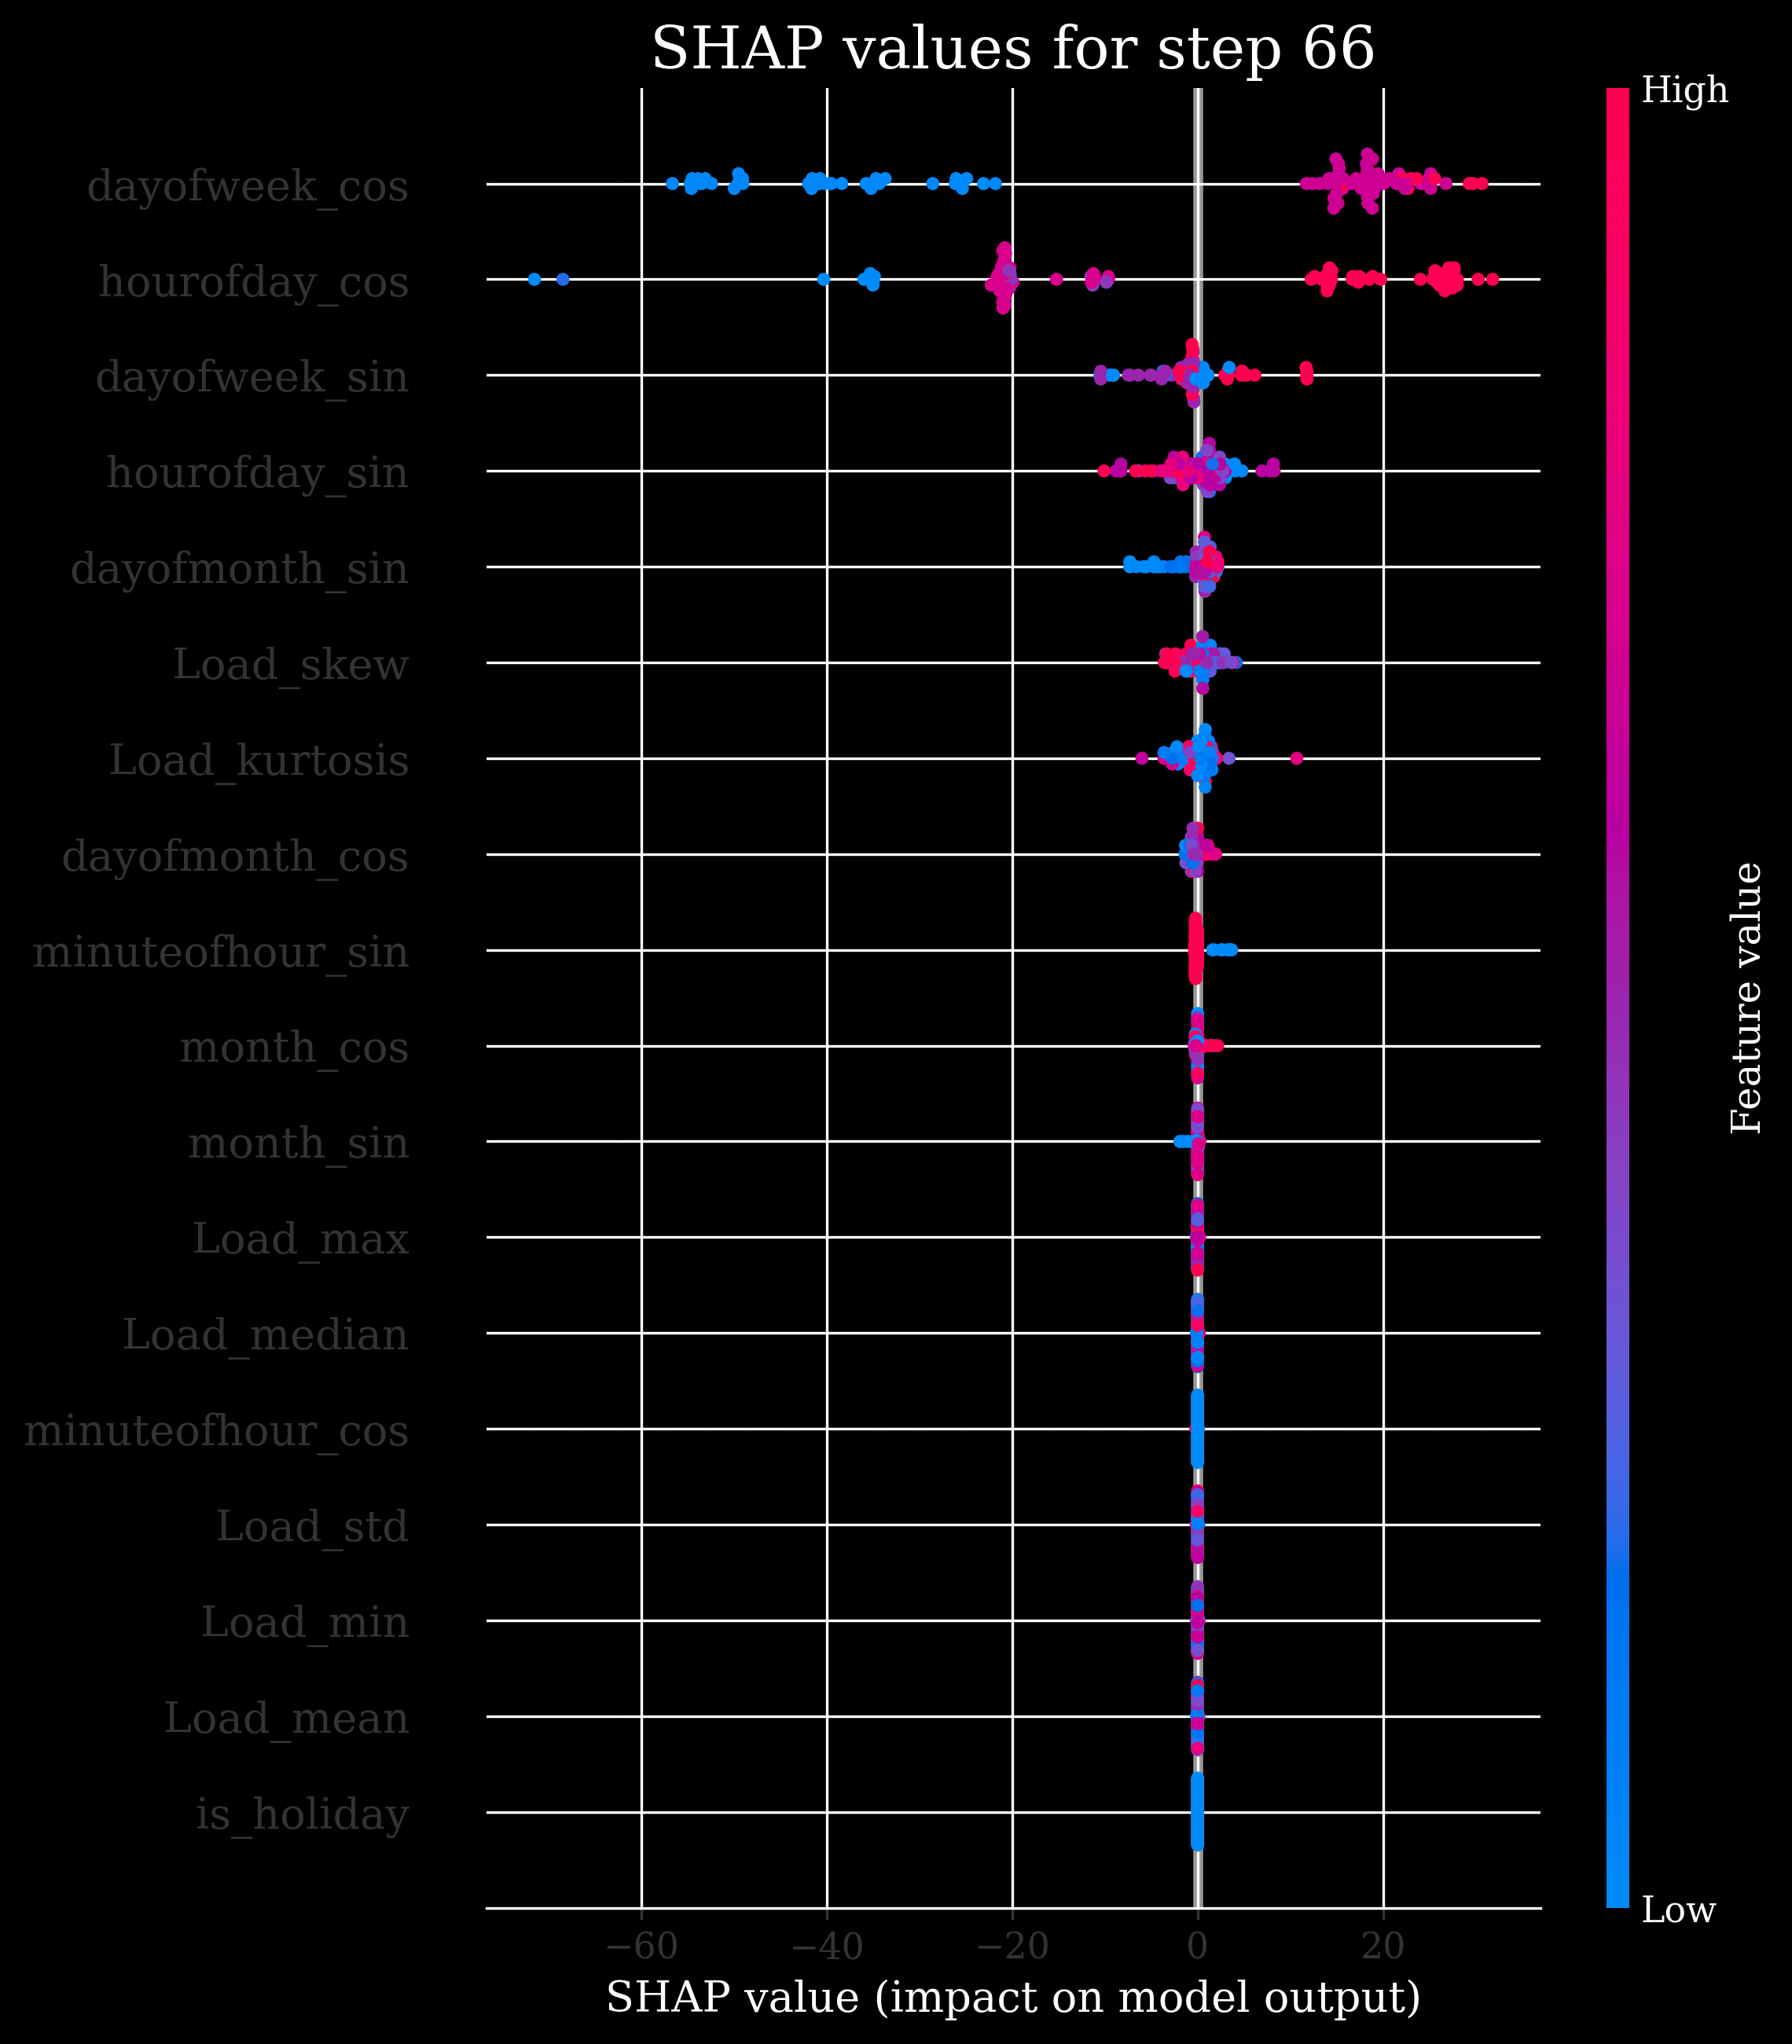 SHAP values for step 66
High
dayofweek_cos
hourofday_cos
dayofweek_sin
hourofday_sin
dayofmonth_sin
Load_skew
Load_kurtosis
dayofmonth_cos
minuteofhour_sin
month_cos
month_sin
Load_max
Load_median
minuteofhour_cos
Load_std
Load_min
Load_mean
is_holiday
Feature value
Low
−60 −40 −20 0 20
SHAP value (impact on model output)